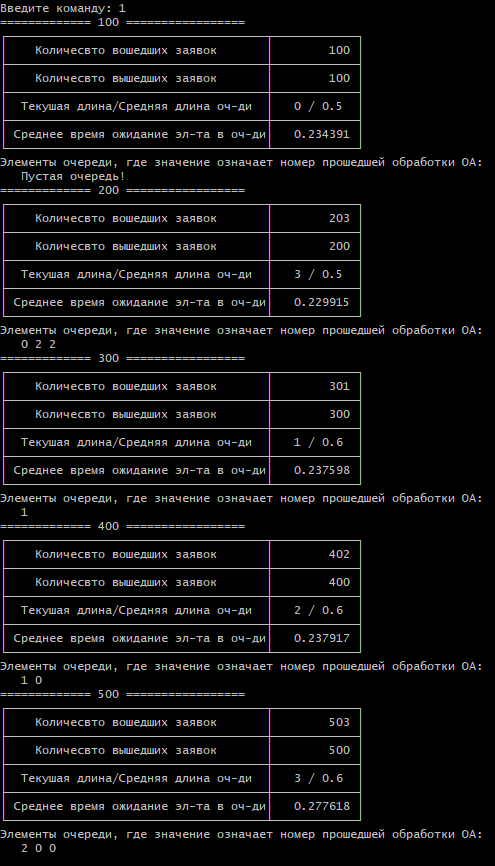 Введите команду: 1
============= 100 =================
Количесвто вошедших заявок 100
Количесвто вышедших заявок 100
Текушая длина/Средняя длина оч-ди 0 / 0.5
Среднее время ожидание эл-та в оч-ди 0.234391
Элементы очереди, где значение означает номер прошедшей обработки ОА:
Пустая очередь!
============= 200 =================
Количесвто вошедших заявок 203
Количесвто вышедших заявок 200
Текушая длина/Средняя длина оч-ди 3 / 0.5
Среднее время ожидание эл-та в оч-ди 0.229915
Элементы очереди, где значение означает номер прошедшей обработки ОА:
0 2 2
============= 300 =================
Количесвто вошедших заявок 301
Количесвто вышедших заявок 300
Текушая длина/Средняя длина оч-ди 1 / 0.6
Среднее время ожидание эл-та в оч-ди 0.237598
Элементы очереди, где значение означает номер прошедшей обработки ОА:
1
============= 400 =================
Количесвто вошедших заявок 402
Количесвто вышедших заявок 400
Текушая длина/Средняя длина оч-ди 2 / 0.6
Среднее время ожидание эл-та в оч-ди 0.237917
Элементы очереди, где значение означает номер прошедшей обработки ОА:
1 0
============= 500 =================
Количесвто вошедших заявок 503
Количесвто вышедших заявок 500
Текушая длина/Средняя длина оч-ди 3 / 0.6
Среднее время ожидание эл-та в оч-ди 0.277618
Элементы очереди, где значение означает номер прошедшей обработки ОА:
2 0 0